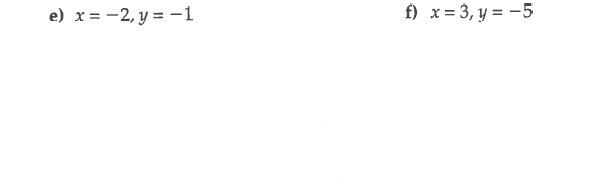 e) x = −2, y = −1    f) x = 3, y = −5